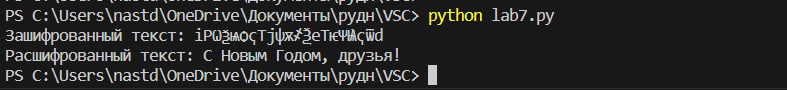 PS C:\Users\nastd\OneDrive\Документы\рудн\VSC> python lab7.py
Зашифрованный текст:
Расшифрованный текст: С Новым Годом, друзья!
PS C:\Users\nastd\OneDrive\Документы\рудн\VSC>